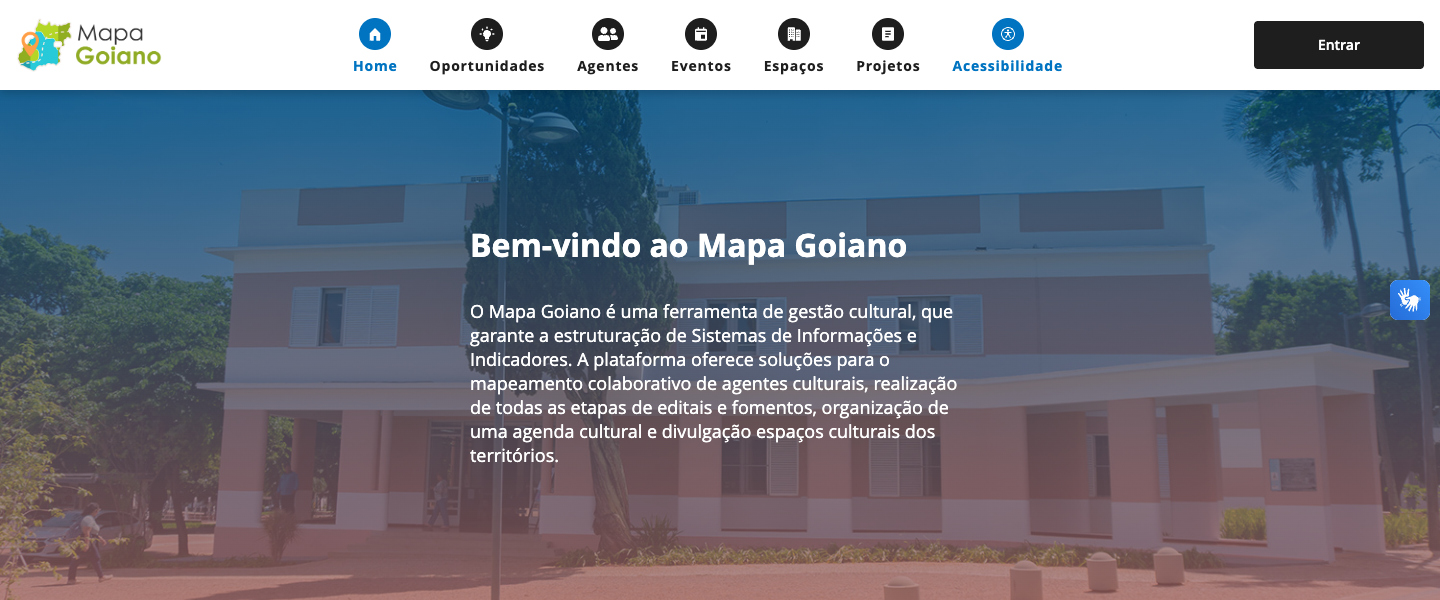 Mapa
Goiano
Home
Oportunidades
Agentes
Eventos
Espaços
Projetos
Acessibilidade
Entrar
Bem-vindo ao Mapa Goiano
O Mapa Goiano é uma ferramenta de gestão cultural, que
garante a estruturação de Sistemas de Informações e
Indicadores. A plataforma oferece soluções para o
mapeamento colaborativo de agentes culturais, realização
de todas as etapas de editais e fomentos, organização de
uma agenda cultural e divulgação espaços culturais dos
territórios.